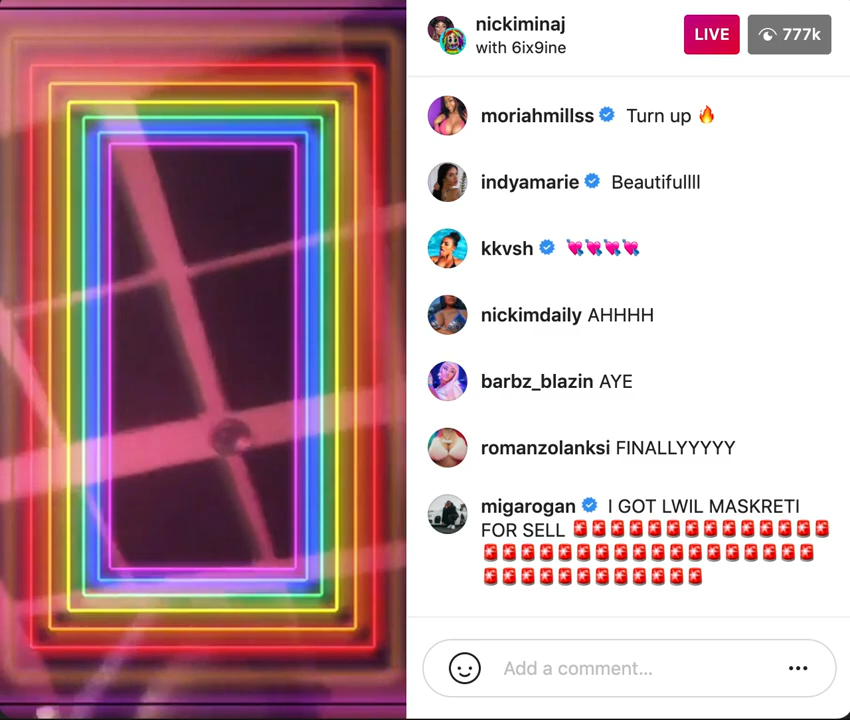 nickiminaj
with 6ix9ine
LIVE
777k
moriahmillss Turn up 🔥
indyamarie Beautifullll
kkvsh 💘💘💘💘
nickimdaily AHHHH
barbz_blazin AYE
romanzolanksi FINALLYYYYY
migarogan I GOT LWIL MASKRETI
FOR SELL 🚨🚨🚨🚨🚨🚨🚨🚨🚨🚨🚨🚨🚨🚨
🚨🚨🚨🚨🚨🚨🚨🚨🚨🚨🚨🚨🚨🚨🚨🚨🚨🚨
🚨🚨🚨🚨🚨🚨🚨🚨🚨🚨🚨🚨
Add a comment...